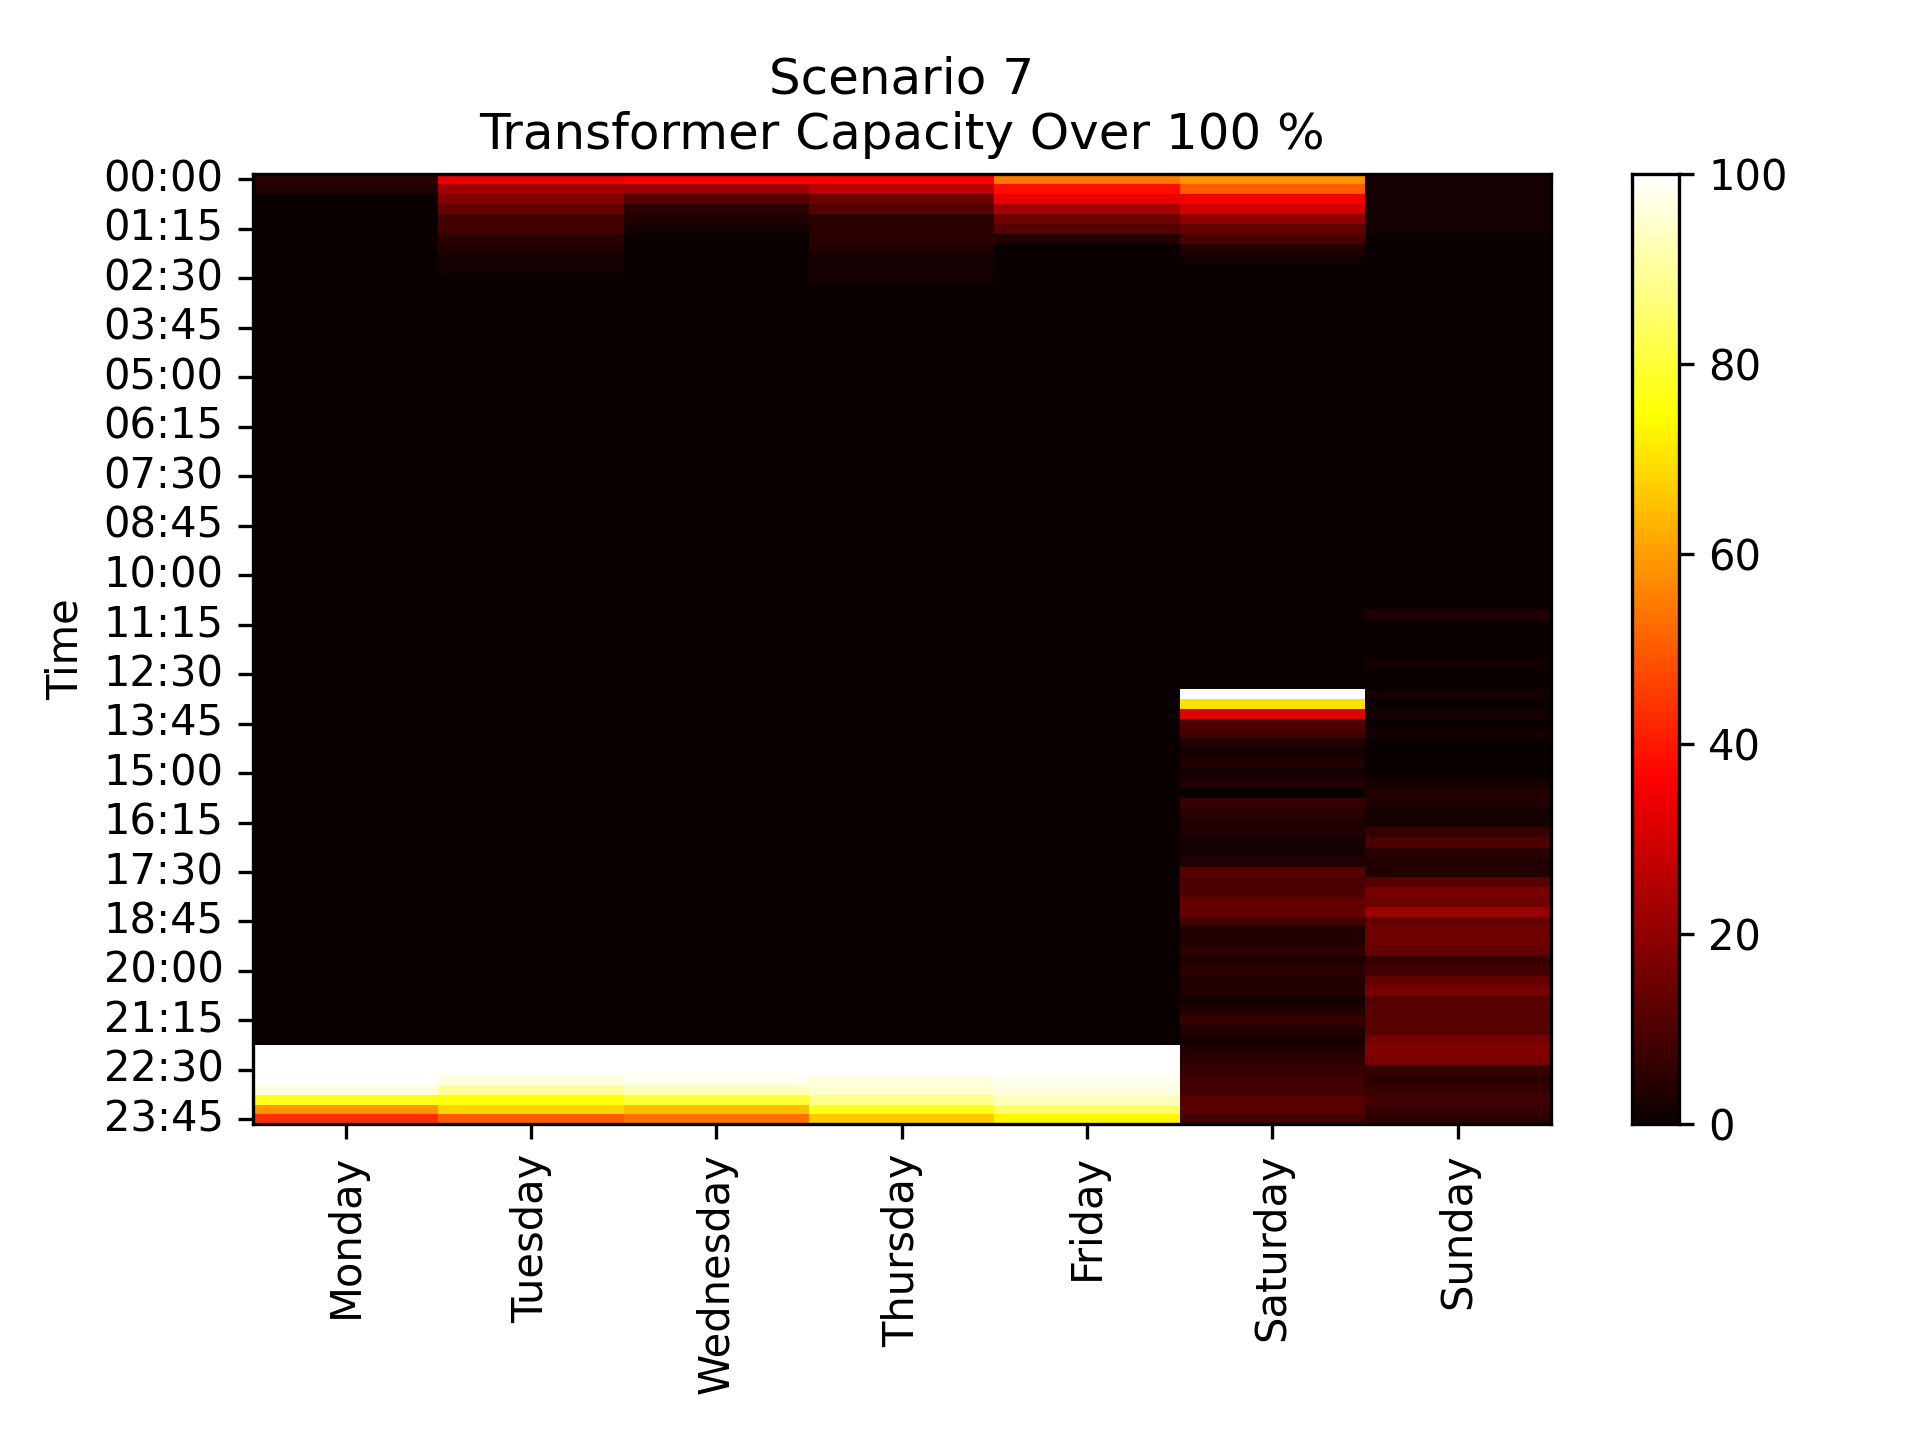 Scenario 7
Transformer Capacity Over 100 %
Time
00:00
01:15
02:30
03:45
05:00
06:15
07:30
08:45
10:00
11:15
12:30
13:45
15:00
16:15
17:30
18:45
20:00
21:15
22:30
23:45
Monday
Tuesday
Wednesday
Thursday
Friday
Saturday
Sunday
100
80
60
40
20
0